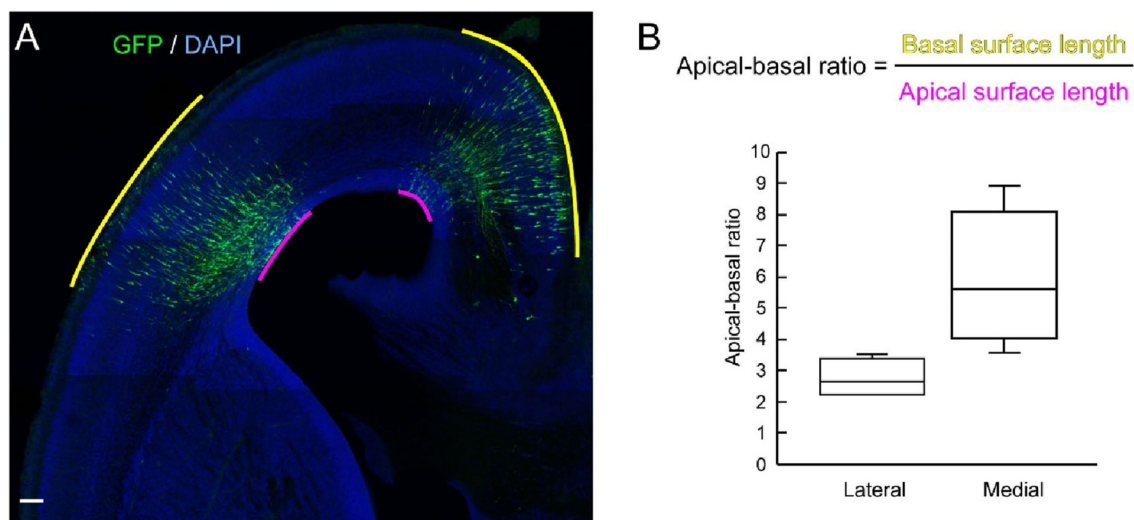 A
GFP / DAPI
B
Apical-basal ratio = Basal surface length
Apical surface length
Apical-basal ratio
10
9
8
7
6
5
4
3
2
1
0
Lateral
Medial